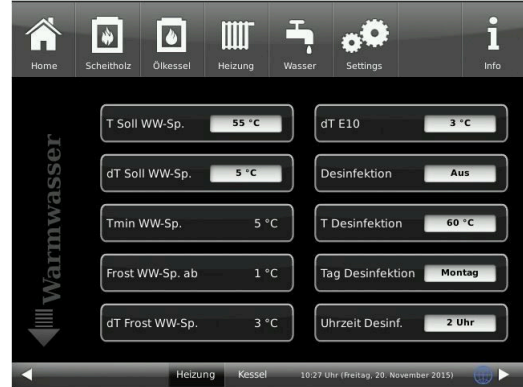 Home Scheitholz Ölkessel Heizung Wasser Settings Info
Warmwasser
T Soll WW-Sp. 55 °C
dT Soll WW-Sp. 5 °C
Tmin WW-Sp. 5 °C
Frost WW-Sp. ab 1 °C
dT Frost WW-Sp. 3 °C
dT E10 3 °C
Desinfektion Aus
T Desinfektion 60 °C
Tag Desinfektion Montag
Uhrzeit Desinf. 2 Uhr
Heizung Kessel 10:27 Uhr (Freitag, 20. November 2015)